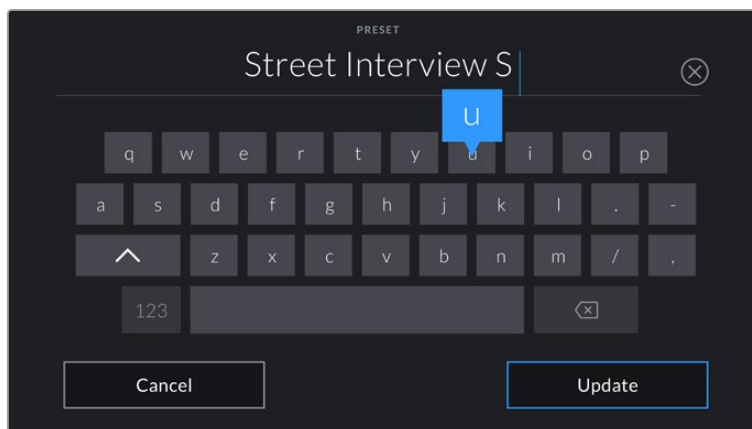 PRESET
Street Interview S
u
q w e r t y u i o p
a s d f g h j k l . -
z x c v b n m / ,
123
Cancel Update